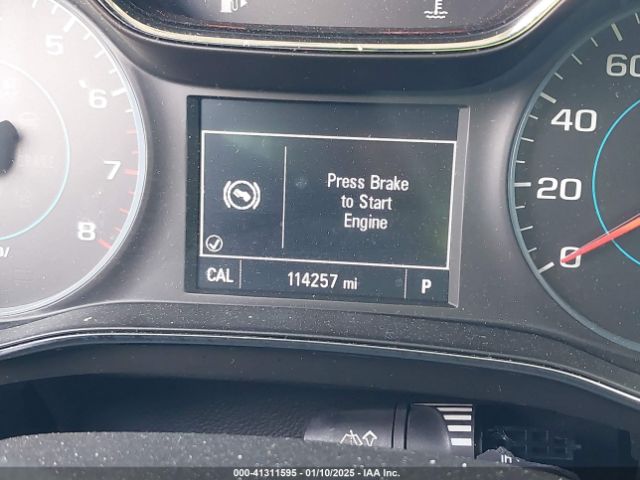 5
6
7
8
Press Brake
to Start
Engine
CAL 114257 mi P
60
40
20
0
000-41311595 - 01/10/2025 - IAA Inc.